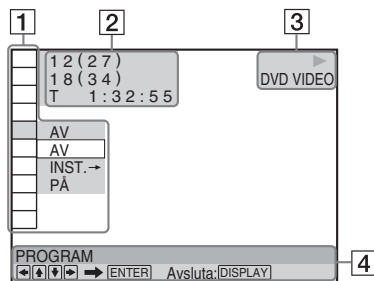 1
2
3
12(27)
18(34)
T 1:32:55
DVD VIDEO
AV
AV
INST.→
PÅ
PROGRAM
←↑↓→ ➡ ENTER Avsluta: DISPLAY
4